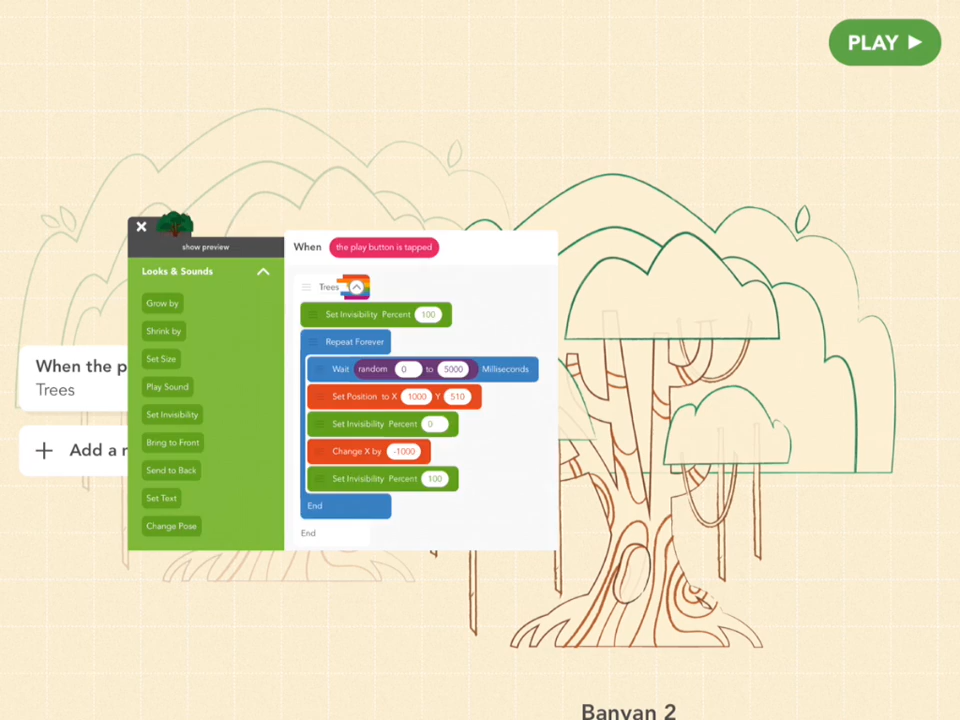 PLAY
show preview
When the play button is tapped
Looks & Sounds
Trees
Grow by
Set Invisibility Percent 100
Shrink by
Repeat Forever
Set Size
Wait random 0 to 5000 Milliseconds
When the p
Trees
Play Sound
Set Position to X 1000 Y 510
Set Invisibility
Set Invisibility Percent 0
Bring to Front
Change X by -1000
Add a r
Send to Back
Set Invisibility Percent 100
Set Text
End
Change Pose
End
Banyan 2